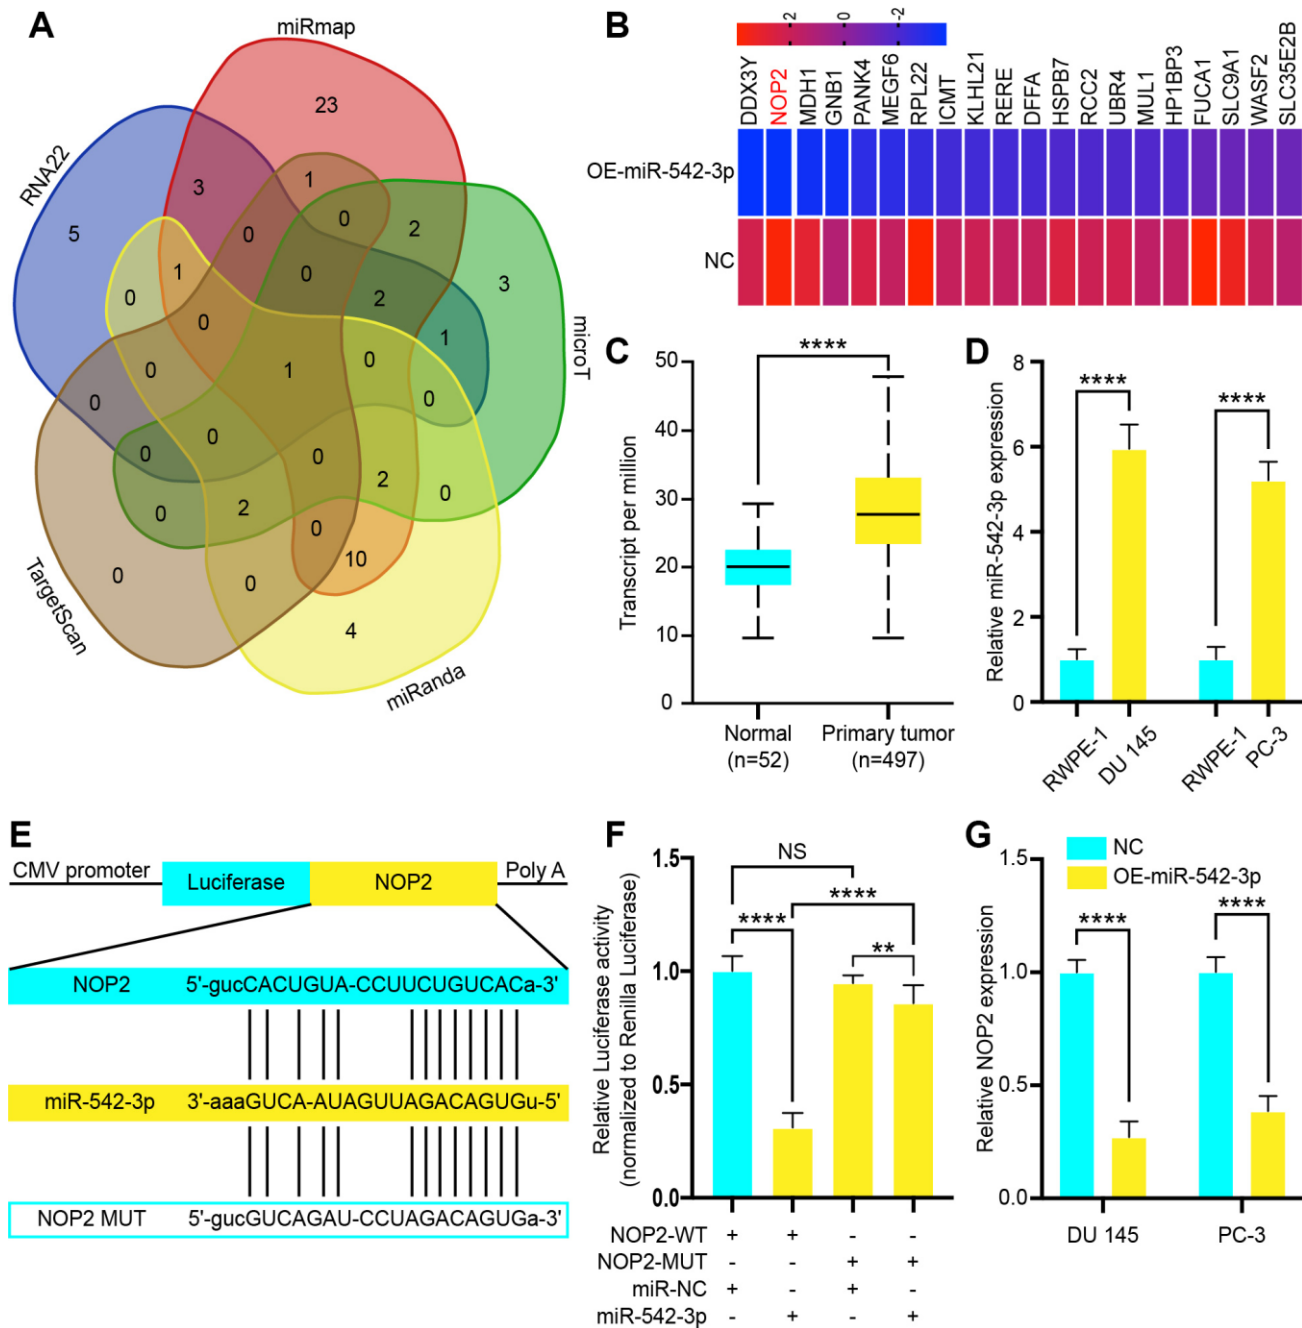 A
miRmap
RNA22
microT
TargetScan
miRanda
23
3
1
0
2
5
0
3
1
0
2
0
1
0
0
1
0
0
0
0
0
0
2
0
0
2
0
0
10
0
4
B
2
0
-2
DDX3Y
NOP2
MDH1
GNB1
PANK4
MEGF6
RPL22
ICMT
KLHL21
RERE
DFFA
HSPB7
RCC2
UBR4
MUL1
HP1BP3
FUCA1
SLC9A1
WASF2
SLC35E2B
OE-miR-542-3p
NC
C
Transcript per million
50
40
30
20
10
0
****
Normal
(n=52)
Primary tumor
(n=497)
D
Relative miR-542-3p expression
8
6
4
2
0
****
****
RWPE-1
DU 145
RWPE-1
PC-3
E
CMV promoter
Luciferase
NOP2
Poly A
NOP2 5'-gucCACUGUA-CCUUCUGUCACa-3'
miR-542-3p 3'-aaaGUCA-AUAGUUAGACAGUGu-5'
NOP2 MUT 5'-gucGUCAGAU-CCUAGACAGUGa-3'
F
Relative Luciferase activity
(normalized to Renilla Luciferase)
1.5
1.0
0.5
0.0
NS
****
****
**
NOP2-WT + + - -
NOP2-MUT - - + +
miR-NC + - + -
miR-542-3p - + - +
G
NC
OE-miR-542-3p
Relative NOP2 expression
1.5
1.0
0.5
0.0
****
****
DU 145
PC-3